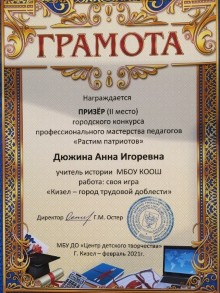 ГРАМОТА
Награждается
ПРИЗЁР (II место)
городского конкурса
профессионального мастерства педагогов
«Растим патриотов»
Дюжина Анна Игоревна
учитель истории МБОУ КООШ
работа: своя игра
«Кизел – город трудовой доблести»
Директор Г.М. Остер
МБУ ДО «Центр детского творчества»
Г. Кизел – февраль 2021г.